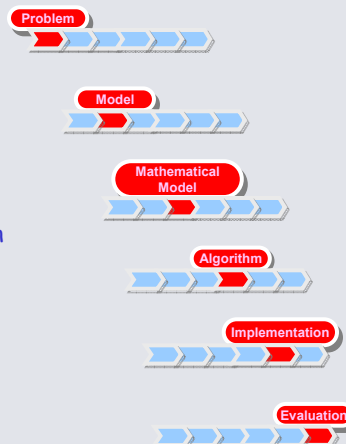 Problem
Model
Mathematical
Model
Algorithm
Implementation
Evaluation